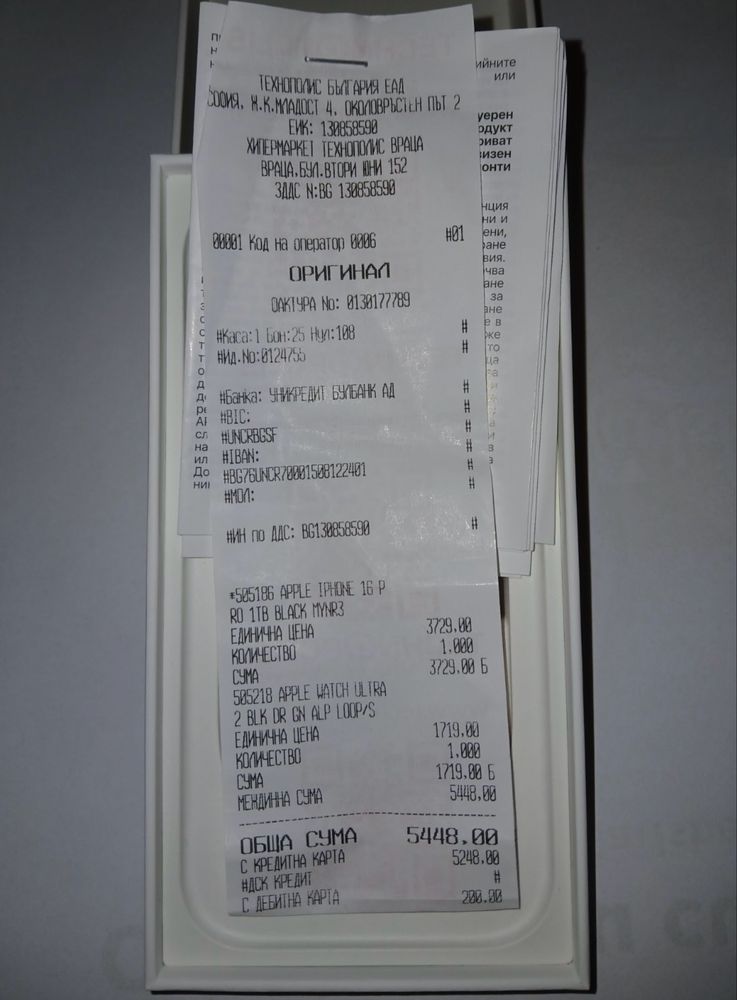 ТЕХНОПОЛИС БЪЛГАРИЯ ЕАД
СОФИЯ, Ж.К.МЛАДОСТ 4, ОКОЛОВРЪСТЕН ПЪТ 2
ЕИК: 130858590
ХИПЕРМАРКЕТ ТЕХНОПОЛИС ВРАЦА
ВРАЦА,БУЛ.ВТОРИ ЮНИ 152
ЗДДС N:BG 130858590
00001 Код на оператор 0006 #01
ОРИГИНАЛ
ФАКТУРА No: 0130177789
#Каса:1 Бон:25 Нул:108 #
#Ид.No:0124755 #
#Банка: УНИКРЕДИТ БУЛБАНК АД #
#BIC: #
#UNCRBGSF #
#IBAN: #
#BG76UNCR70001508122401 #
#МОЛ: #
#ИН по ДДС: BG130858590 #
*505186 APPLE IPHONE 16 P
RO 1TB BLACK MYNR3
ЕДИНИЧНА ЦЕНА 3729.00
КОЛИЧЕСТВО 1.000
СУМА 3729.00 Б
505218 APPLE WATCH ULTRA
2 BLK DR GN ALP LOOP/S
ЕДИНИЧНА ЦЕНА 1719.00
КОЛИЧЕСТВО 1.000
СУМА 1719.00 Б
МЕЖДИННА СУМА 5448.00
ОБЩА СУМА 5448.00
С КРЕДИТНА КАРТА 5248.00
#ДСК КРЕДИТ #
С ДЕБИТНА КАРТА 200.00